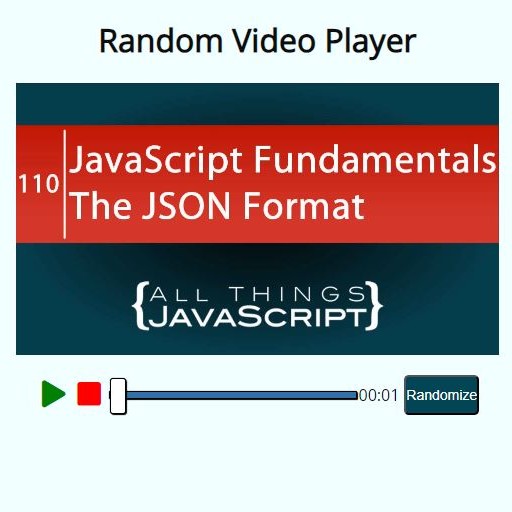 Random Video Player
110
JavaScript Fundamentals
The JSON Format
{ALL THINGS
JAVASCRIPT}
00:01
Randomize